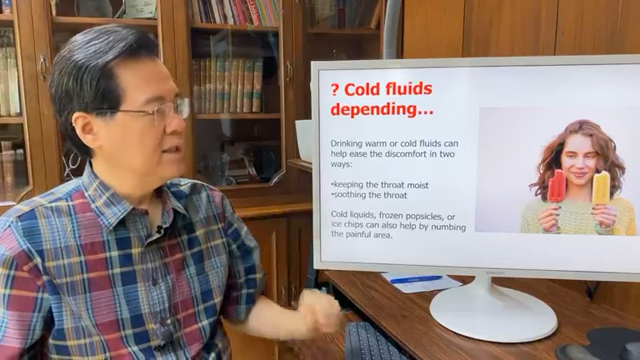 ? Cold fluids
depending...
Drinking warm or cold fluids can
help ease the discomfort in two
ways:
•keeping the throat moist
•soothing the throat
Cold liquids, frozen popsicles, or
ice chips can also help by numbing
the painful area.